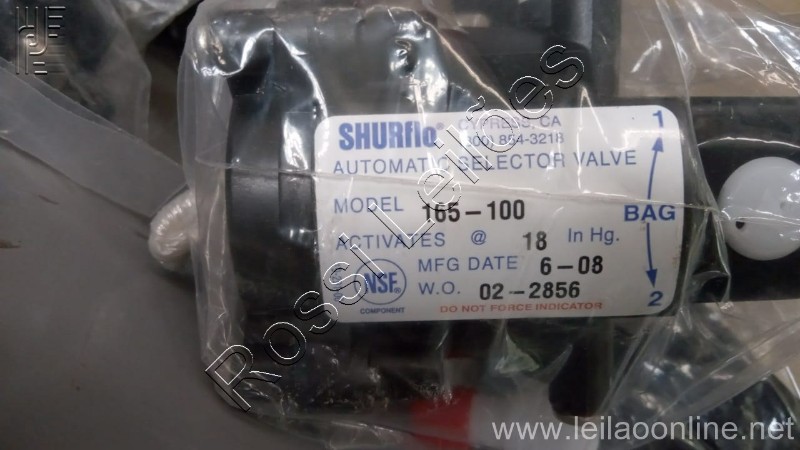 SHURflo®
CYPRESS, CA
(800) 854-3218
AUTOMATIC SELECTOR VALVE
MODEL 165-100
ACTIVATES @ 18 In Hg.
MFG DATE 6-08
W.O. 02-2856
NSF®
COMPONENT
DO NOT FORCE INDICATOR
1
BAG
2
Rossi Leilões
www.leilaoonline.net